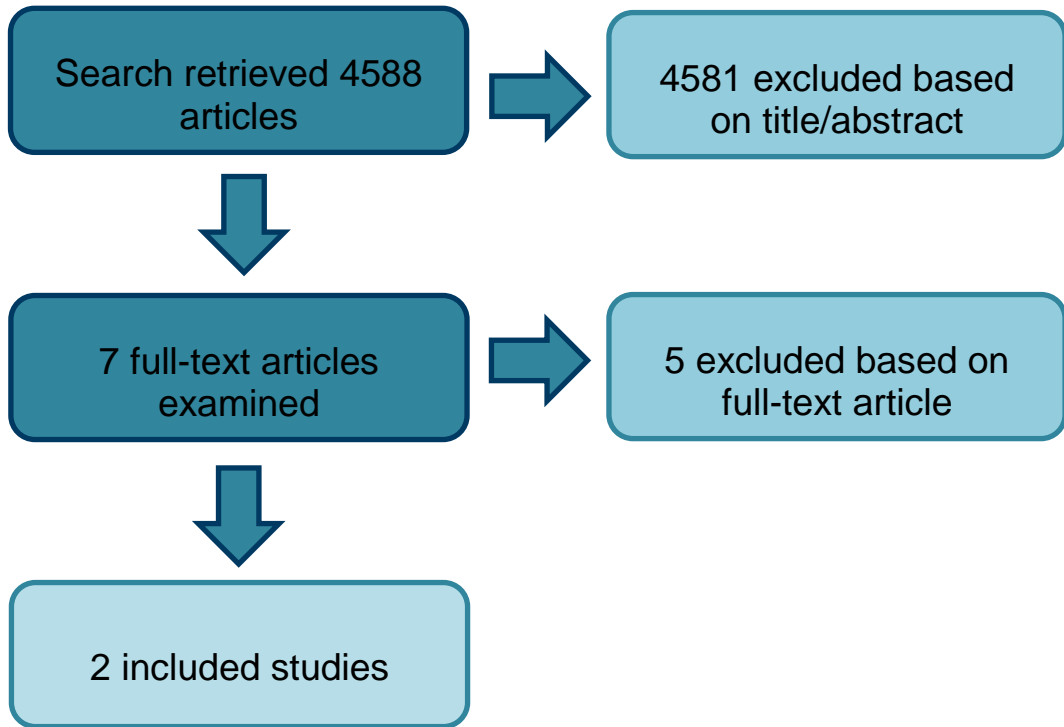 Search retrieved 4588
articles
4581 excluded based
on title/abstract
7 full-text articles
examined
5 excluded based on
full-text article
2 included studies